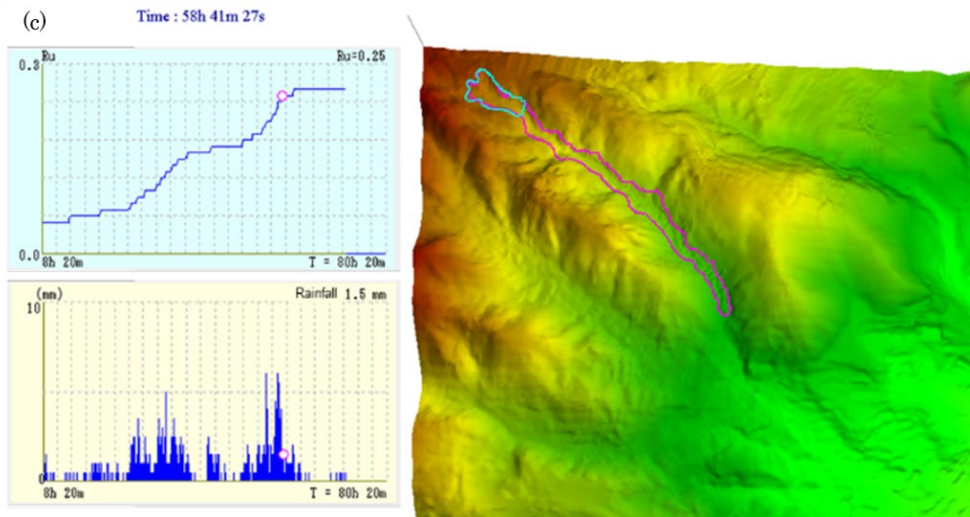 (c)
Time : 58h 41m 27s
Ru
Ru=0.25
0.3
0.0
8h 20m
T = 80h 20m
(mm)
Rainfall 1.5 mm
10
0
8h 20m
T = 80h 20m